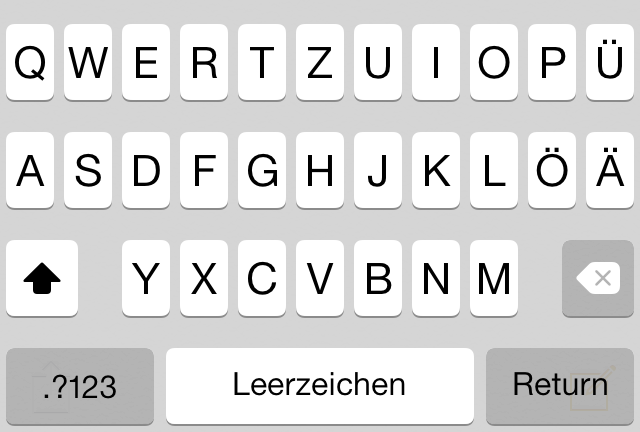 Q W E R T Z U I O P Ü
A S D F G H J K L Ö Ä
Y X C V B N M
.?123 Leerzeichen Return